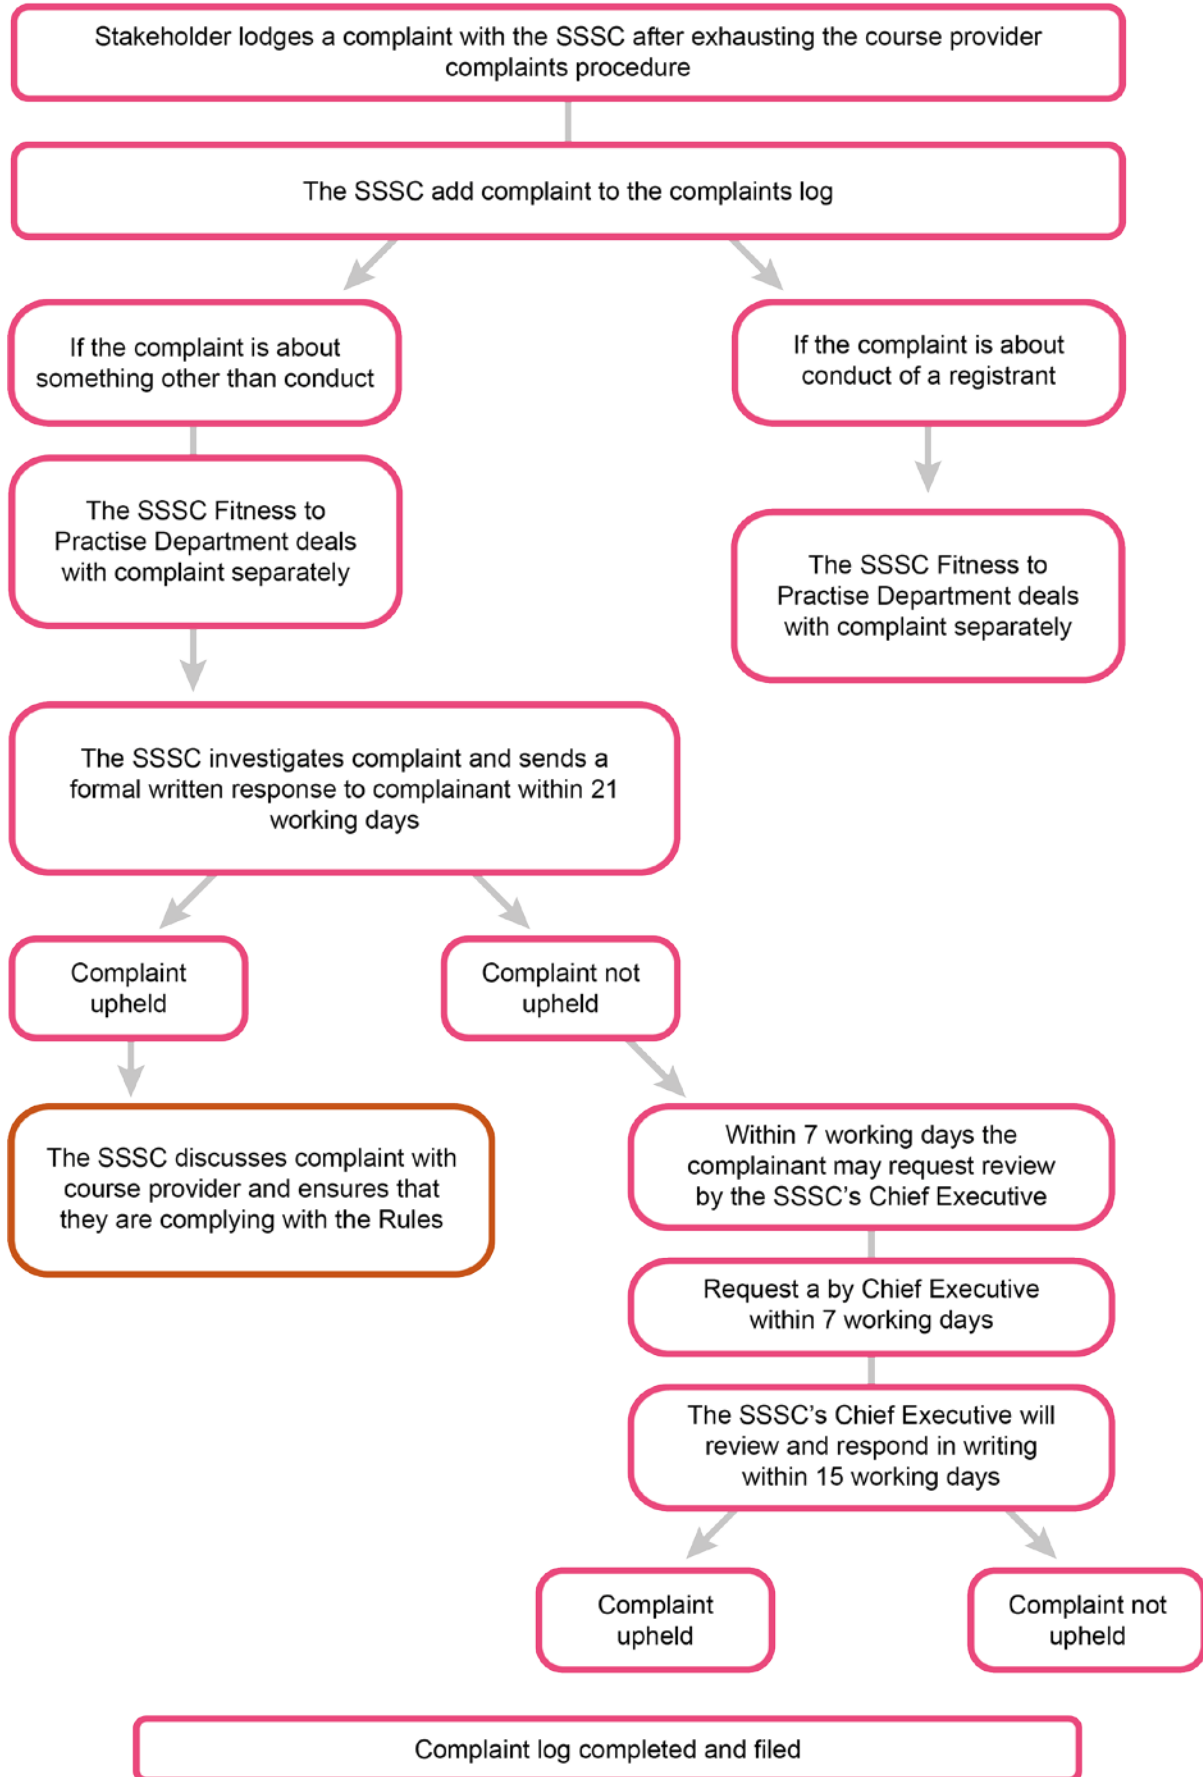 Stakeholder lodges a complaint with the SSSC after exhausting the course provider
complaints procedure
The SSSC add complaint to the complaints log
If the complaint is about
something other than conduct
If the complaint is about
conduct of a registrant
The SSSC Fitness to
Practise Department deals
with complaint separately
The SSSC Fitness to
Practise Department deals
with complaint separately
The SSSC investigates complaint and sends a
formal written response to complainant within 21
working days
Complaint
upheld
Complaint not
upheld
The SSSC discusses complaint with
course provider and ensures that
they are complying with the Rules
Within 7 working days the
complainant may request review
by the SSSC’s Chief Executive
Request a by Chief Executive
within 7 working days
The SSSC’s Chief Executive will
review and respond in writing
within 15 working days
Complaint
upheld
Complaint not
upheld
Complaint log completed and filed